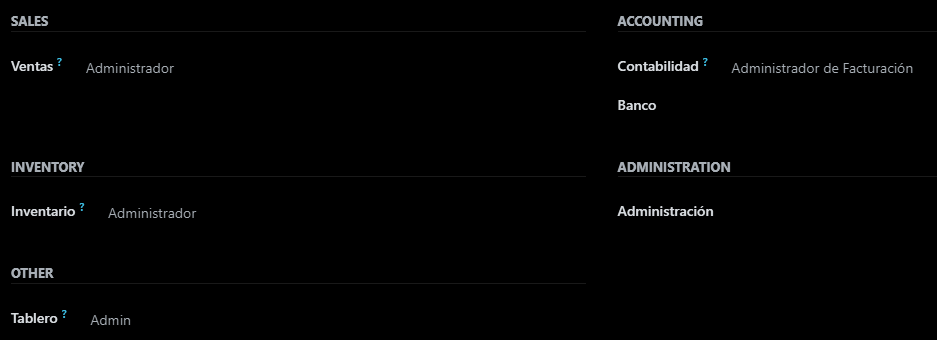 SALES
Ventas ? Administrador
ACCOUNTING
Contabilidad ? Administrador de Facturación
Banco
INVENTORY
Inventario ? Administrador
ADMINISTRATION
Administración
OTHER
Tablero ? Admin